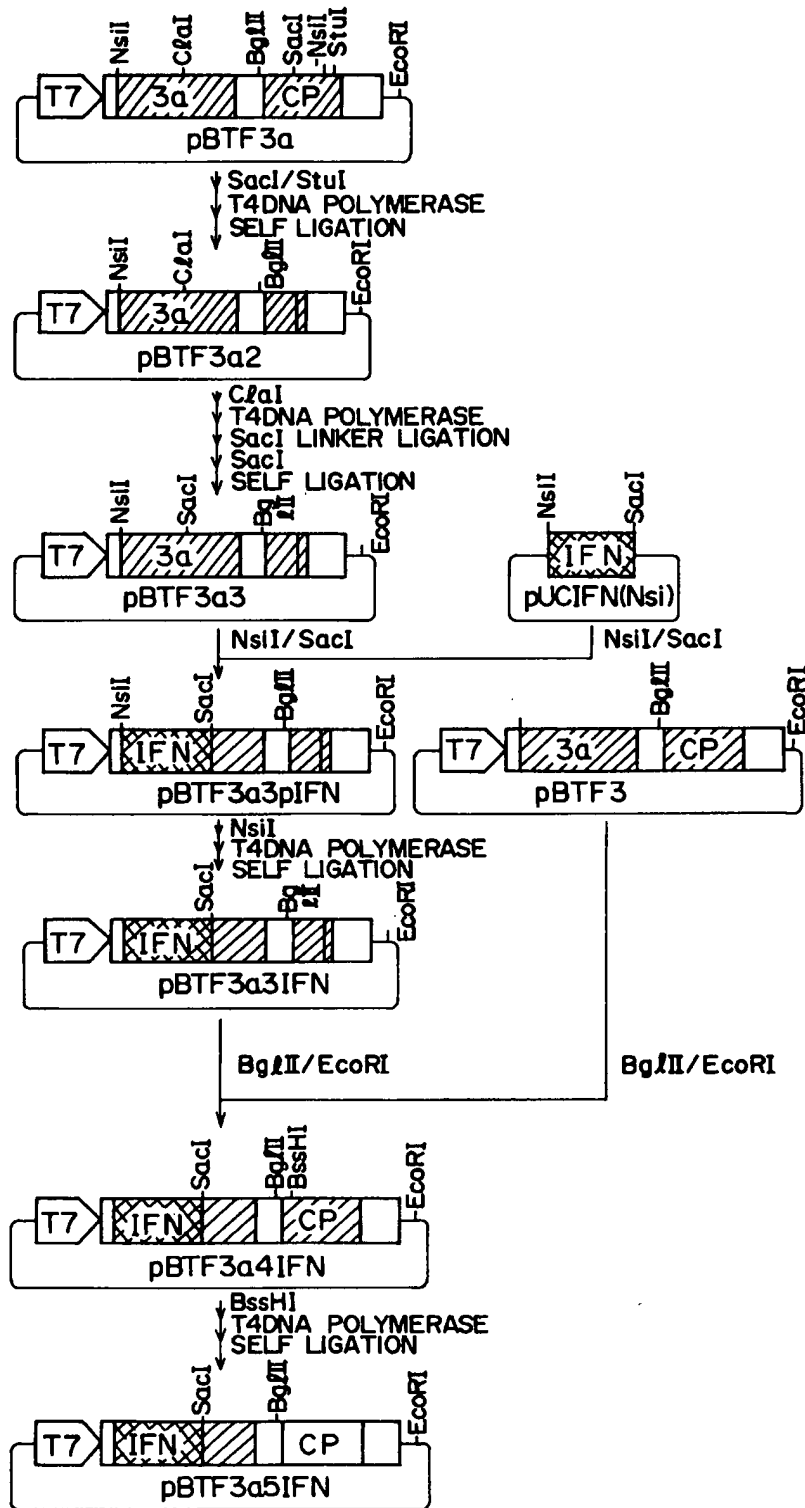 NsiI ClaI BglII SacI NsiI StuI EcoRI
T7 3a CP
pBTF3a
SacI/StuI
T4DNA POLYMERASE
SELF LIGATION
NsiI ClaI BglII EcoRI
T7 3a
pBTF3a2
ClaI
T4DNA POLYMERASE
SacI LINKER LIGATION
SacI
SELF LIGATION
NsiI SacI BglII EcoRI
T7 3a
pBTF3a3
NsiI SacI
IFN
pUCIFN(Nsi)
NsiI/SacI
NsiI/SacI
NsiI SacI BglII EcoRI
T7 IFN
pBTF3a3pIFN
BglII EcoRI
T7 3a CP
pBTF3
NsiI
T4DNA POLYMERASE
SELF LIGATION
SacI BglII EcoRI
T7 IFN
pBTF3a3IFN
BglII/EcoRI
BglII/EcoRI
SacI BglII BssHI EcoRI
T7 IFN CP
pBTF3a4IFN
BssHI
T4DNA POLYMERASE
SELF LIGATION
SacI BglII EcoRI
T7 IFN CP
pBTF3a5IFN